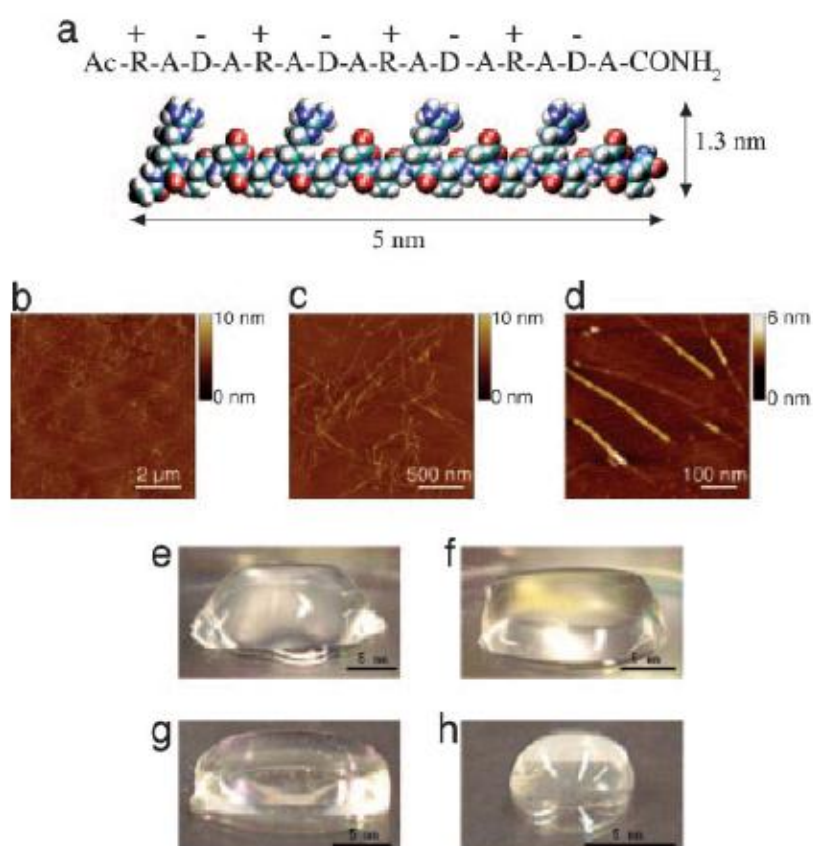 a
+ - + - + - + -
Ac-R-A-D-A-R-A-D-A-R-A-D-A-R-A-D-A-CONH₂
1.3 nm
5 nm
b
10 nm
0 nm
2 µm
c
10 nm
0 nm
500 nm
d
6 nm
0 nm
100 nm
e
f
g
h